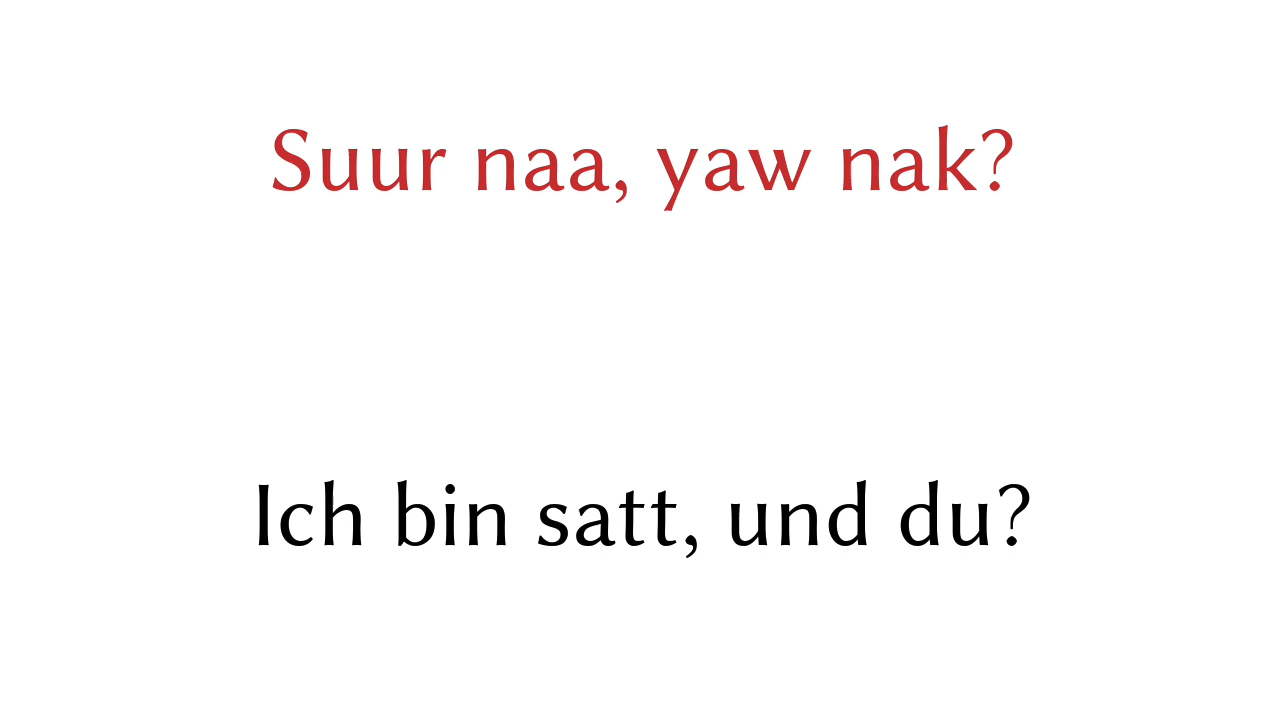 Suur naa, yaw nak?
Ich bin satt, und du?